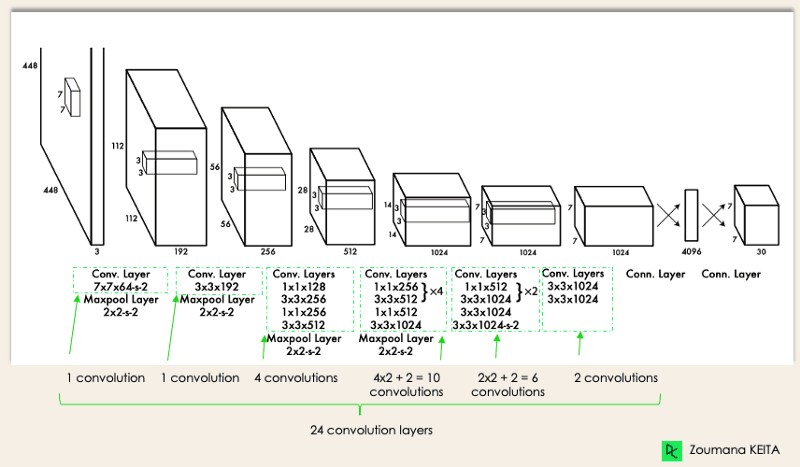 448
7
7
448
3
112
3
3
112
192
56
3
3
56
256
28
3
3
28
512
14
3
3
14
1024
7
3
3
7
1024
7
7
1024
4096
7
7
30
Conv. Layer
7x7x64-s-2
Maxpool Layer
2x2-s-2
Conv. Layer
3x3x192
Maxpool Layer
2x2-s-2
Conv. Layers
1x1x128
3x3x256
1x1x256
3x3x512
Maxpool Layer
2x2-s-2
Conv. Layers
1x1x256
3x3x512
}×4
1x1x512
3x3x1024
Maxpool Layer
2x2-s-2
Conv. Layers
1x1x512
3x3x1024
}×2
3x3x1024
3x3x1024-s-2
Conv. Layers
3x3x1024
3x3x1024
Conn. Layer
Conn. Layer
1 convolution
1 convolution
4 convolutions
4x2 + 2 = 10
convolutions
2x2 + 2 = 6
convolutions
2 convolutions
24 convolution layers
Zoumana KEITA